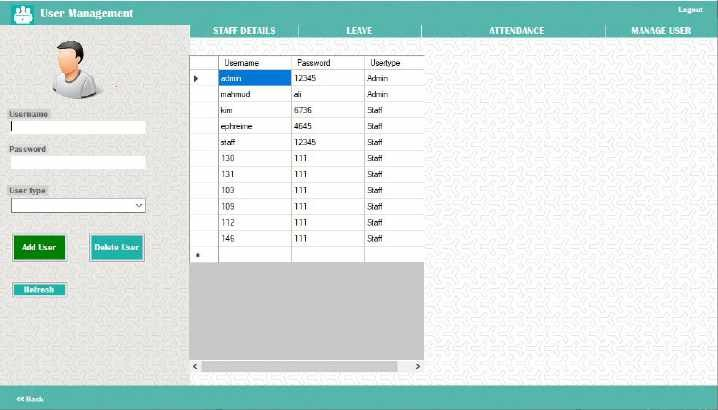 User Management
Logout
STAFF DETAILS LEAVE ATTENDANCE MANAGE USER
Username Password Usertype
admin 12345 Admin
mahmud ali Admin
kim 6736 Staff
ephreime 4645 Staff
staff 12345 Staff
130 111 Staff
131 111 Staff
103 111 Staff
109 111 Staff
112 111 Staff
146 111 Staff
Username
Password
User type
Add User Delete User
Refresh
<< Back